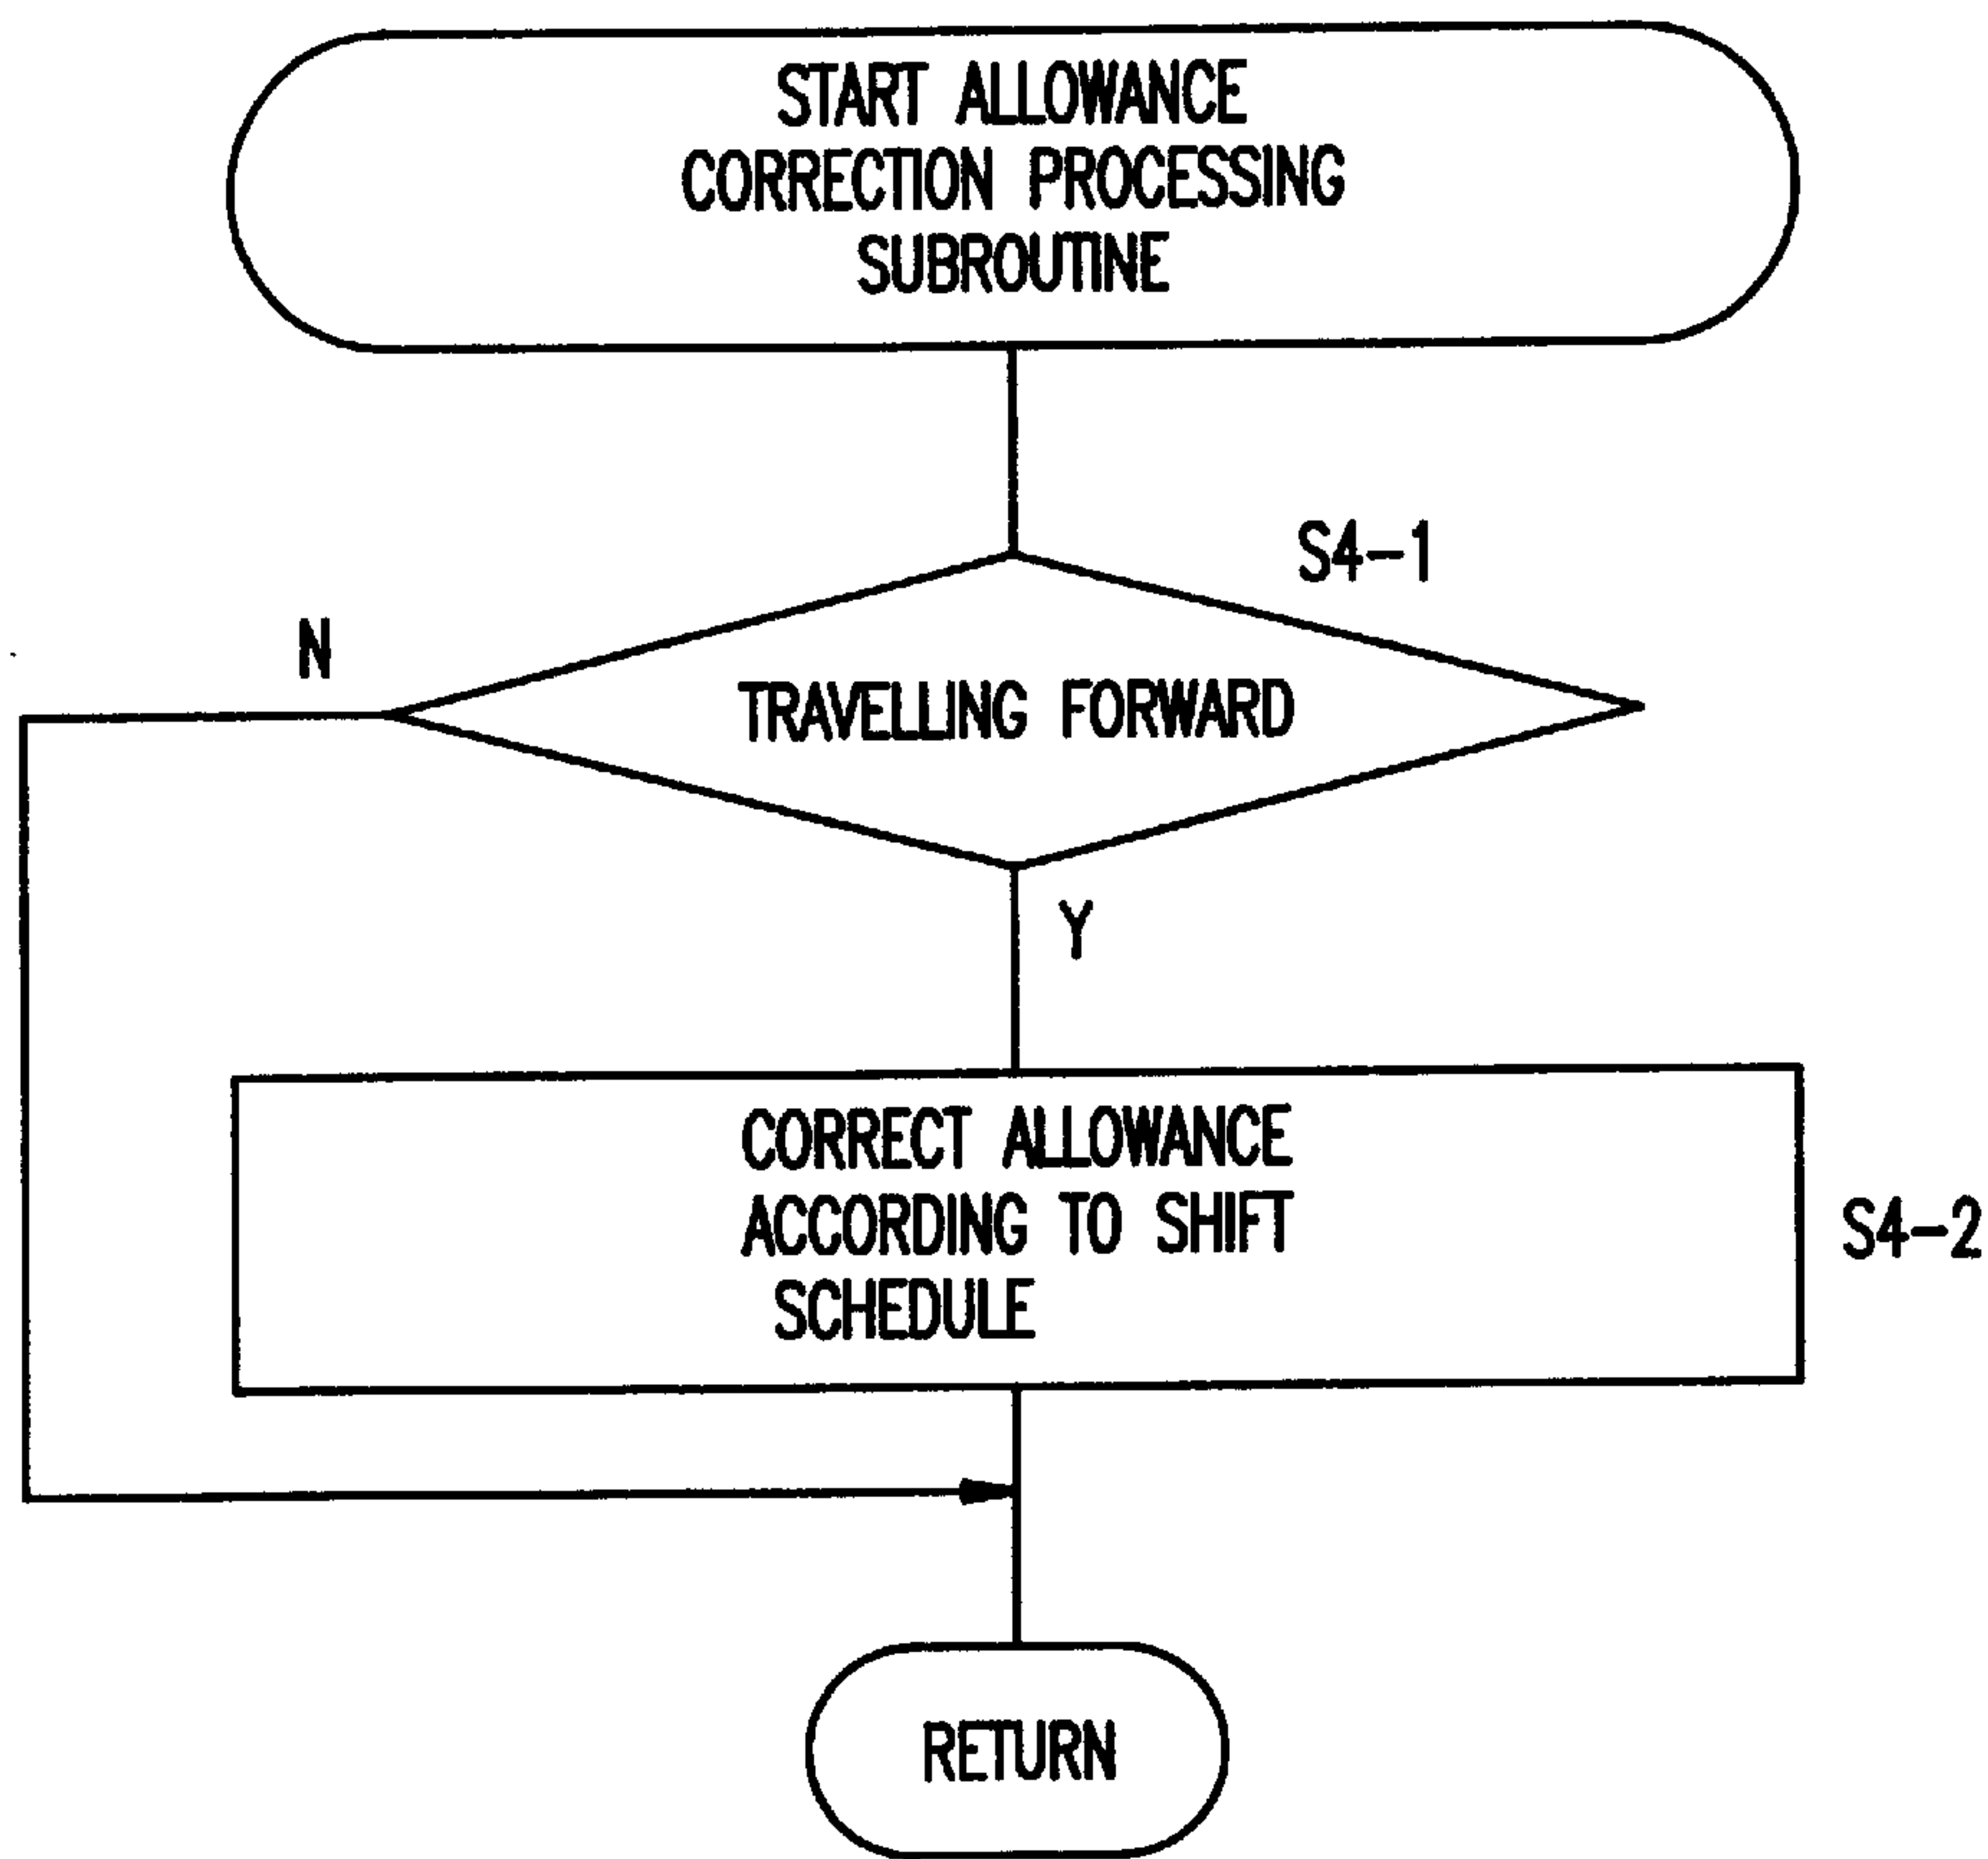 START ALLOWANCE
CORRECTION PROCESSING
SUBROUTINE
S4-1
N
TRAVELLING FORWARD
Y
CORRECT ALLOWANCE
ACCORDING TO SHIFT
SCHEDULE
S4-2
RETURN